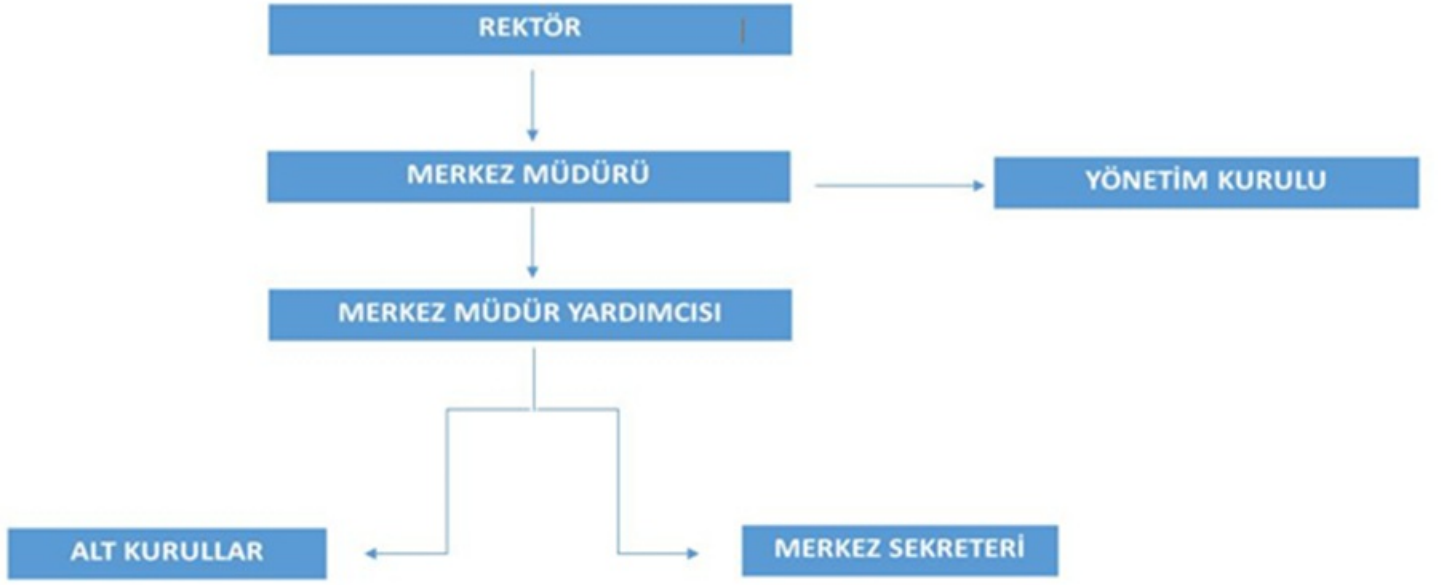 REKTÖR
MERKEZ MÜDÜRÜ
YÖNETİM KURULU
MERKEZ MÜDÜR YARDIMCISI
ALT KURULLAR
MERKEZ SEKRETERİ